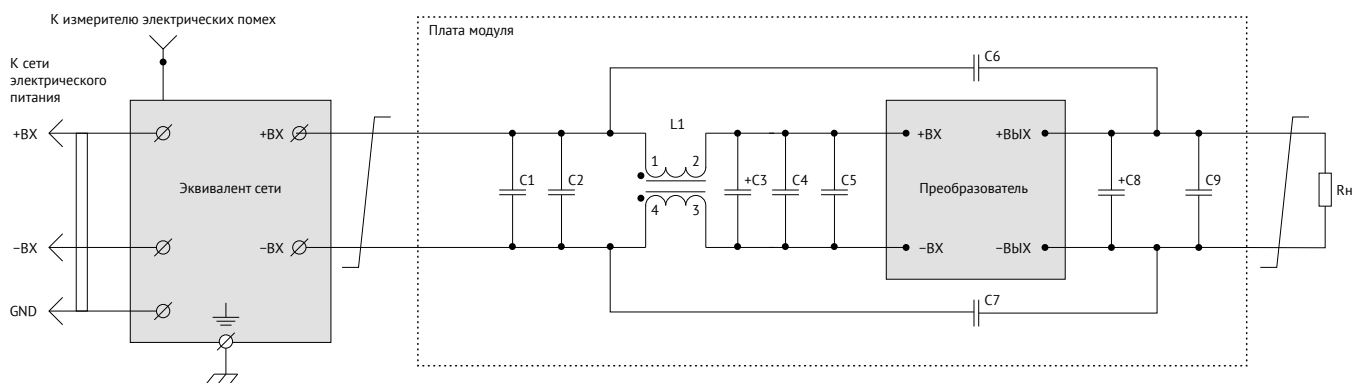 К измерителю электрических помех
Плата модуля
К сети
электрического
питания
C6
+ВХ
+ВХ
L1
+ВХ
+ВЫХ
1
2
Эквивалент сети
C1
C2
+C3
C4
C5
Преобразователь
+C8
C9
Rн
4
3
−ВХ
−ВХ
−ВХ
−ВЫХ
GND
C7